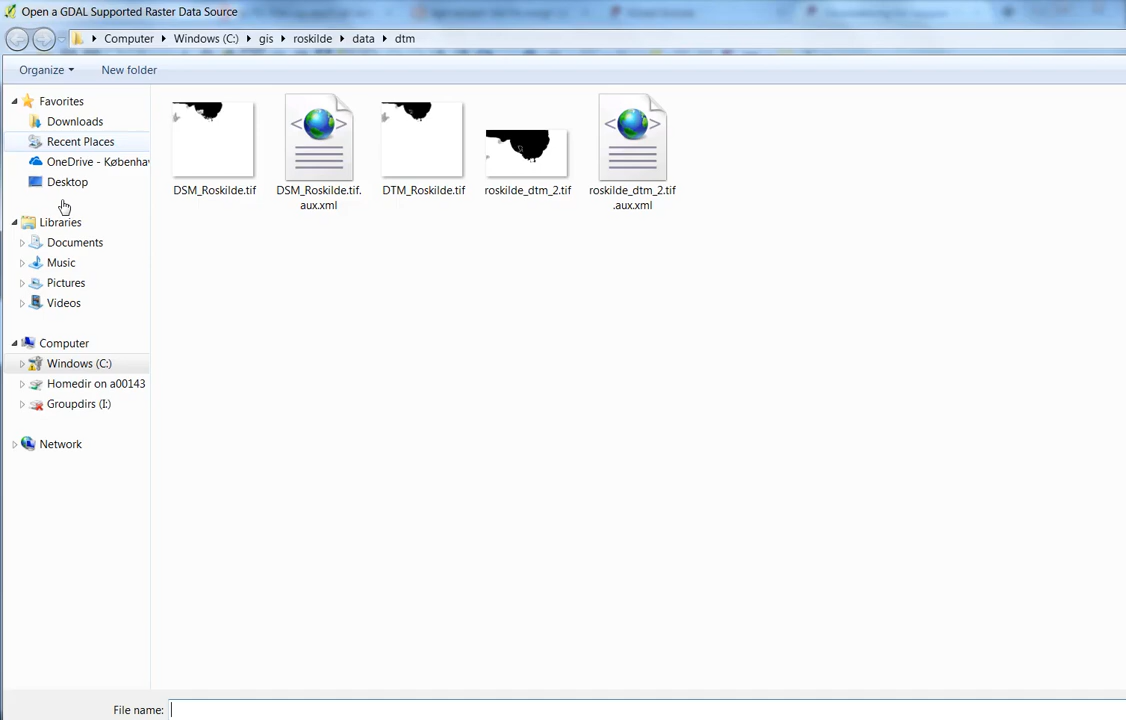 Open a GDAL Supported Raster Data Source
Computer Windows (C:) gis roskilde data dtm
Organize New folder
Favorites
Downloads
Recent Places
OneDrive - Københav
Desktop
Libraries
Documents
Music
Pictures
Videos
Computer
Windows (C:)
Homedir on a00143
Groupdirs (I:)
Network
DSM_Roskilde.tif
DSM_Roskilde.tif.
aux.xml
DTM_Roskilde.tif
roskilde_dtm_2.tif
roskilde_dtm_2.tif
.aux.xml
File name: